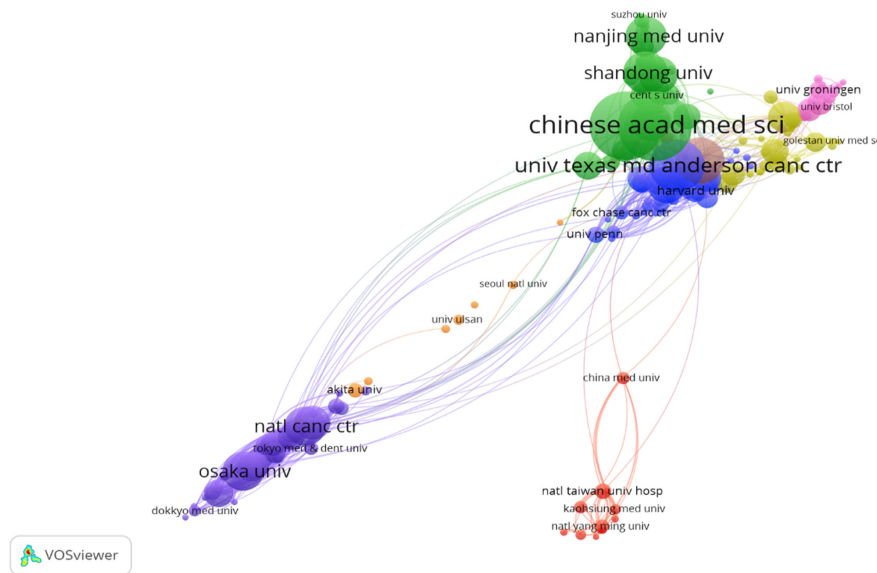 suzhou univ
nanjing med univ
shandong univ
univ groningen
cent s univ
univ bristol
chinese acad med sci
golestan univ med sc
univ texas md anderson canc ctr
harvard univ
fox chase canc ctr
univ penn
seoul natl univ
univ ulsan
china med univ
akita univ
natl canc ctr
tokyo med & dent univ
osaka univ
natl taiwan univ hosp
kaohsiung med univ
dokkyo med univ
natl yang ming univ
VOSviewer